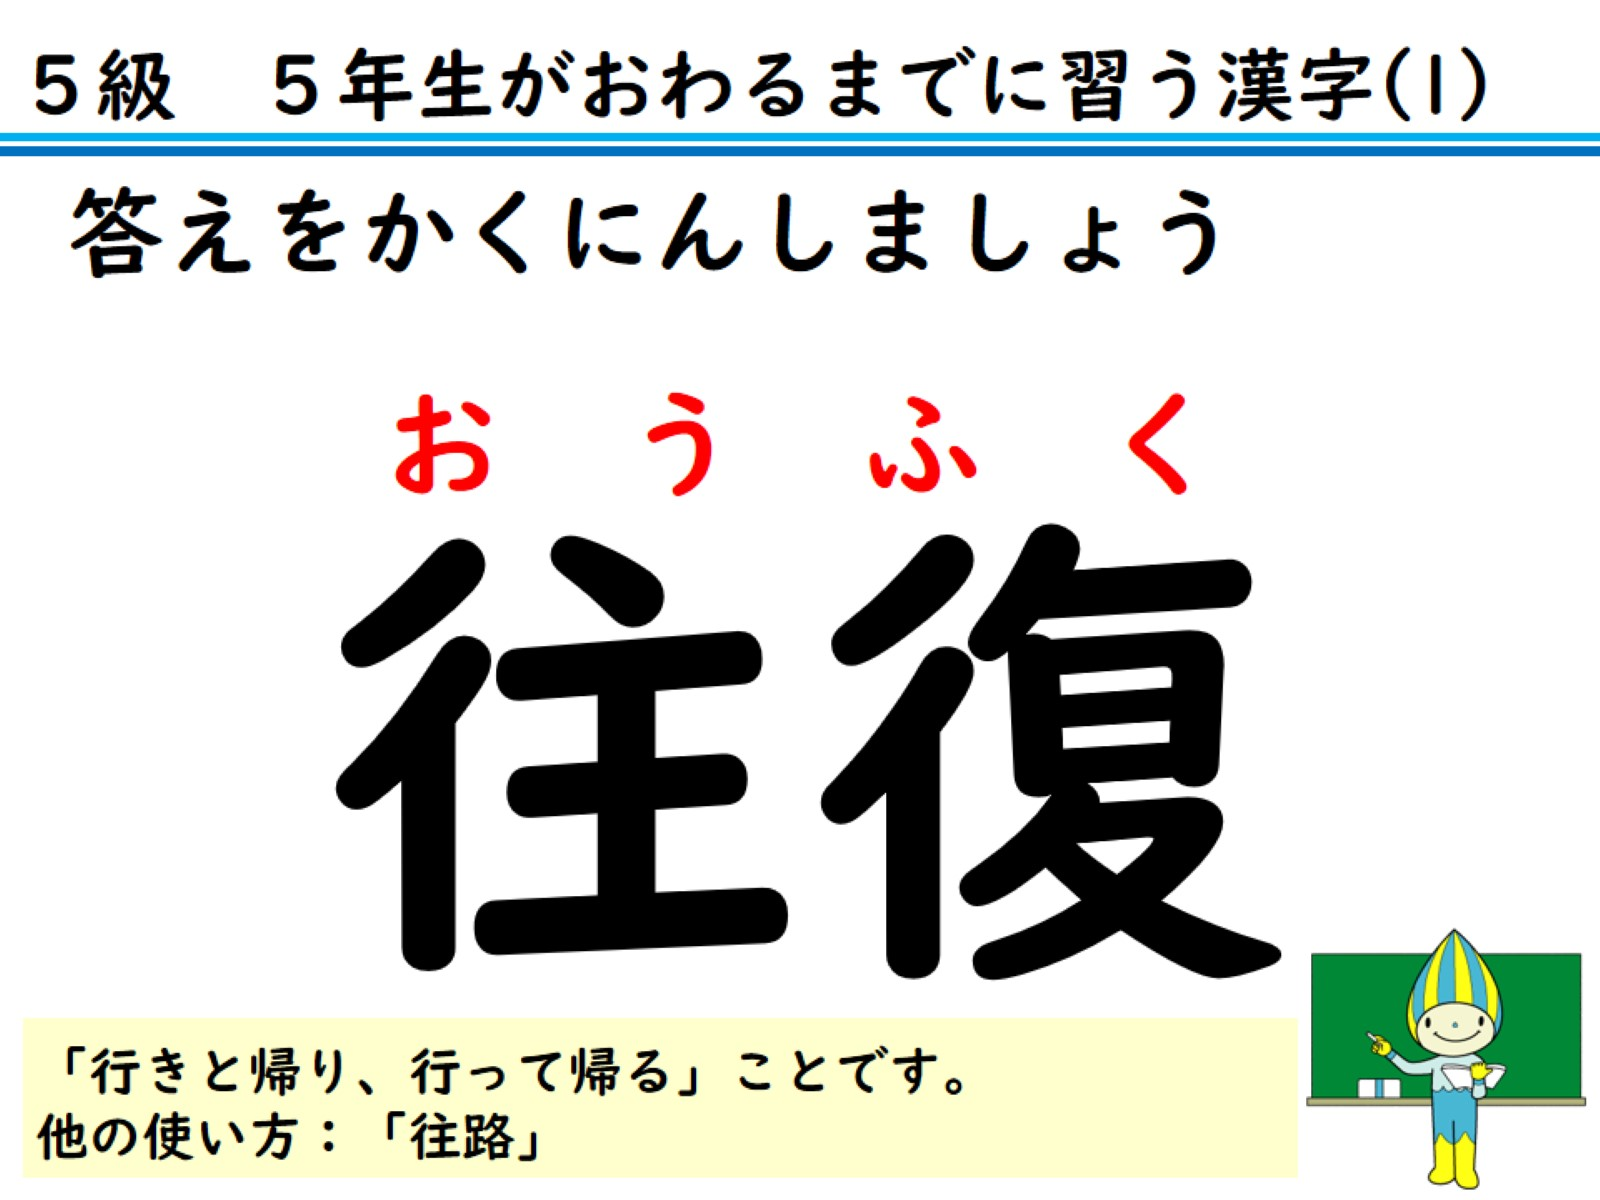 ５級　５年生がおわるまでに習う漢字(1)
答えをかくにんしましょう
おうふく
往復
「行きと帰り、行って帰る」ことです。
他の使い方：「往路」